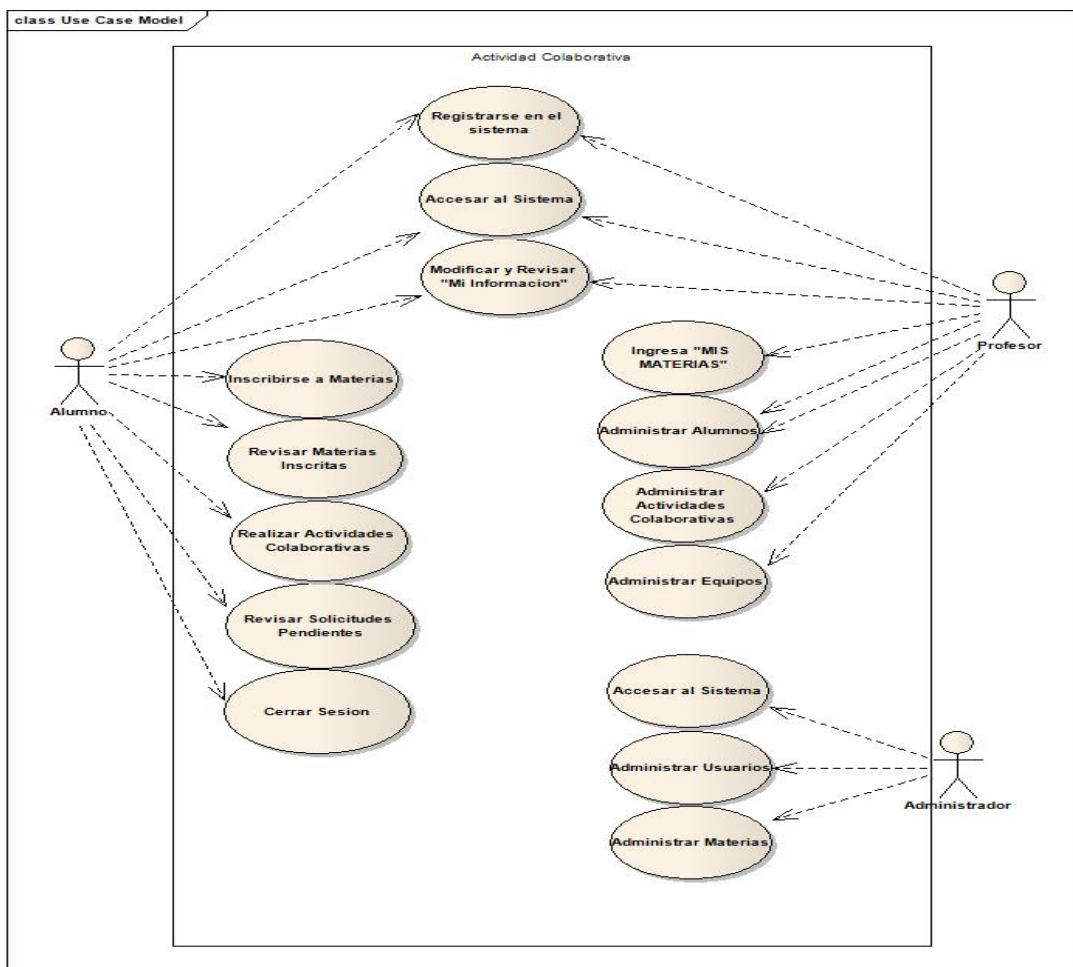 class Use Case Model
Actividad Colaborativa
Registrarse en el
sistema
Accesar al Sistema
Modificar y Revisar
"Mi Informacion"
Alumno
Profesor
Inscribirse a Materias
Revisar Materias
Inscritas
Realizar Actividades
Colaborativas
Revisar Solicitudes
Pendientes
Cerrar Sesion
Ingresa "MIS
MATERIAS"
Administrar Alumnos
Administrar
Actividades
Colaborativas
Administrar Equipos
Accesar al Sistema
Administrar Usuarios
Administrar Materias
Administrador